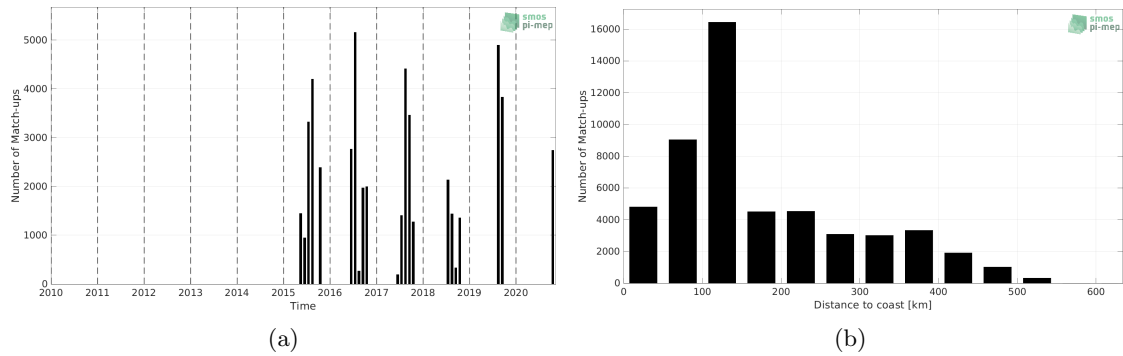 smos
pi-mep
Number of Match-ups
5000
4000
3000
2000
1000
0
2010 2011 2012 2013 2014 2015 2016 2017 2018 2019 2020
Time
(a)
smos
pi-mep
Number of Match-ups
16000
14000
12000
10000
8000
6000
4000
2000
0
0 100 200 300 400 500 600
Distance to coast [km]
(b)